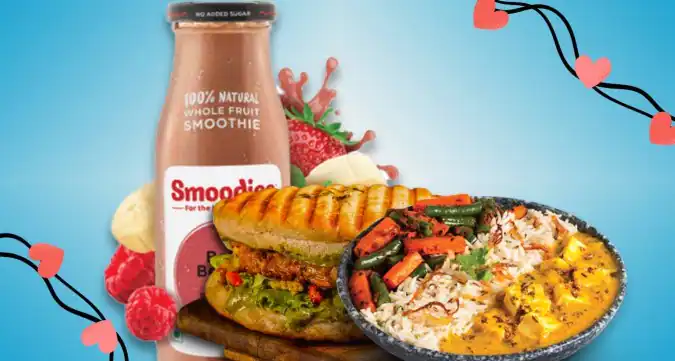 NO ADDED SUGAR
100% NATURAL
WHOLE FRUIT
SMOOTHIE
Smoodies
For the